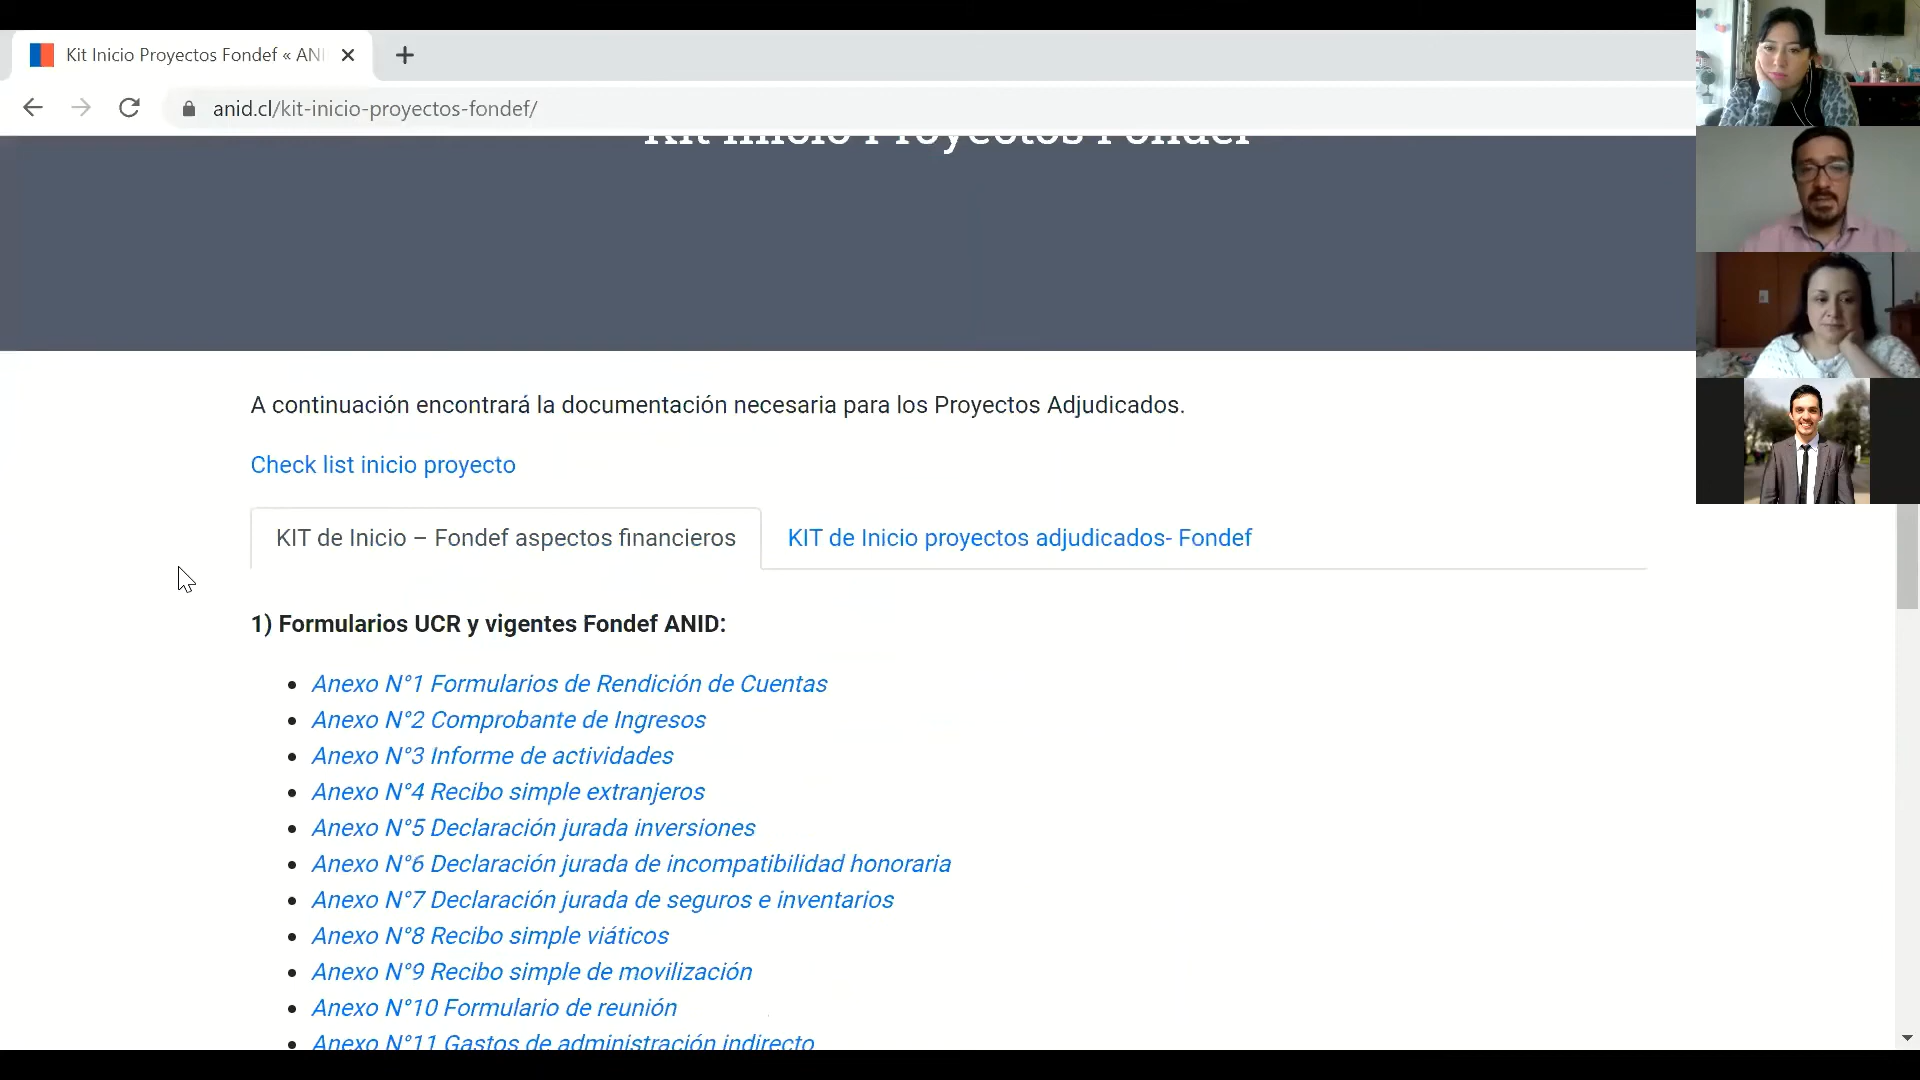 Kit Inicio Proyectos Fondef « ANI
anid.cl/kit-inicio-proyectos-fondef/
Kit Inicio Proyectos Fondef
A continuación encontrará la documentación necesaria para los Proyectos Adjudicados.
Check list inicio proyecto
KIT de Inicio – Fondef aspectos financieros
KIT de Inicio proyectos adjudicados- Fondef
1) Formularios UCR y vigentes Fondef ANID:
Anexo N°1 Formularios de Rendición de Cuentas
Anexo N°2 Comprobante de Ingresos
Anexo N°3 Informe de actividades
Anexo N°4 Recibo simple extranjeros
Anexo N°5 Declaración jurada inversiones
Anexo N°6 Declaración jurada de incompatibilidad honoraria
Anexo N°7 Declaración jurada de seguros e inventarios
Anexo N°8 Recibo simple viáticos
Anexo N°9 Recibo simple de movilización
Anexo N°10 Formulario de reunión
Anexo N°11 Gastos de administración indirecto